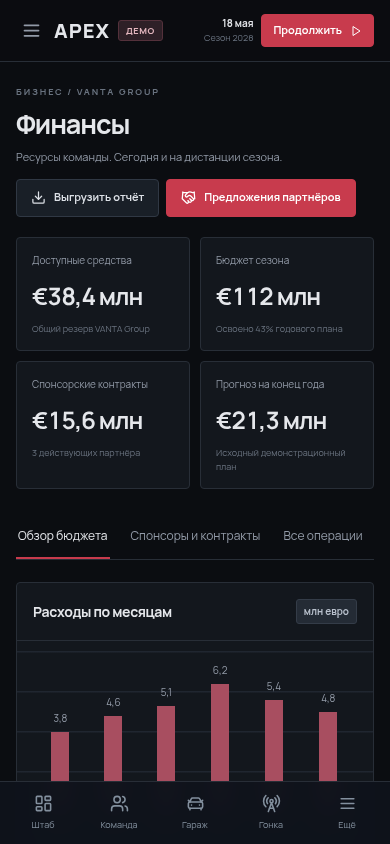 APEX
ДЕМО
18 мая
Сезон 2028
Продолжить
БИЗНЕС / VANTA GROUP
Финансы
Ресурсы команды. Сегодня и на дистанции сезона.
Выгрузить отчёт
Предложения партнёров
Доступные средства
€38,4 млн
Общий резерв VANTA Group
Бюджет сезона
€112 млн
Освоено 43% годового плана
Спонсорские контракты
€15,6 млн
3 действующих партнёра
Прогноз на конец года
€21,3 млн
Исходный демонстрационный
план
Обзор бюджета
Спонсоры и контракты
Все операции
Расходы по месяцам
млн евро
3,8
4,6
5,1
6,2
5,4
4,8
Штаб
Команда
Гараж
Гонка
Ещё